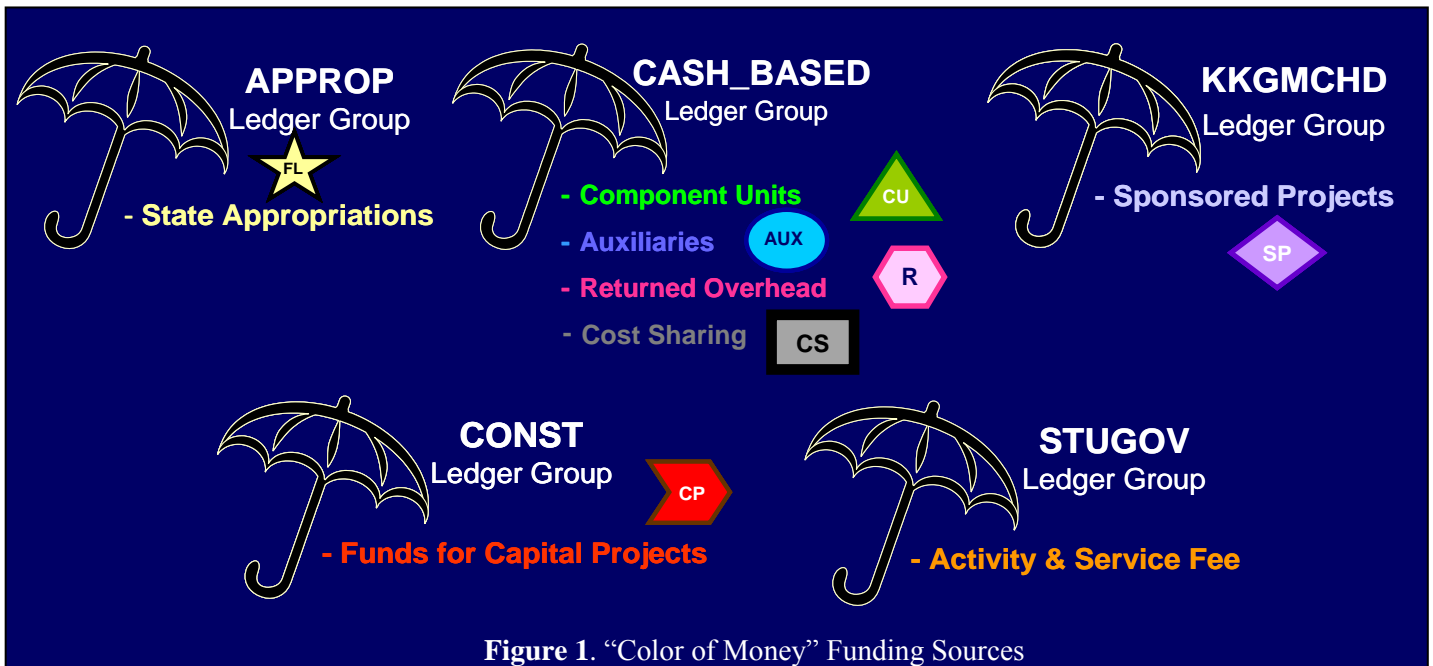 APPROP
Ledger Group
FL
- State Appropriations
CASH_BASED
Ledger Group
- Component Units
CU
- Auxiliaries
AUX
- Returned Overhead
R
- Cost Sharing
CS
KKGMCHD
Ledger Group
- Sponsored Projects
SP
CONST
Ledger Group
CP
- Funds for Capital Projects
STUGOV
Ledger Group
- Activity & Service Fee
Figure 1. “Color of Money” Funding Sources